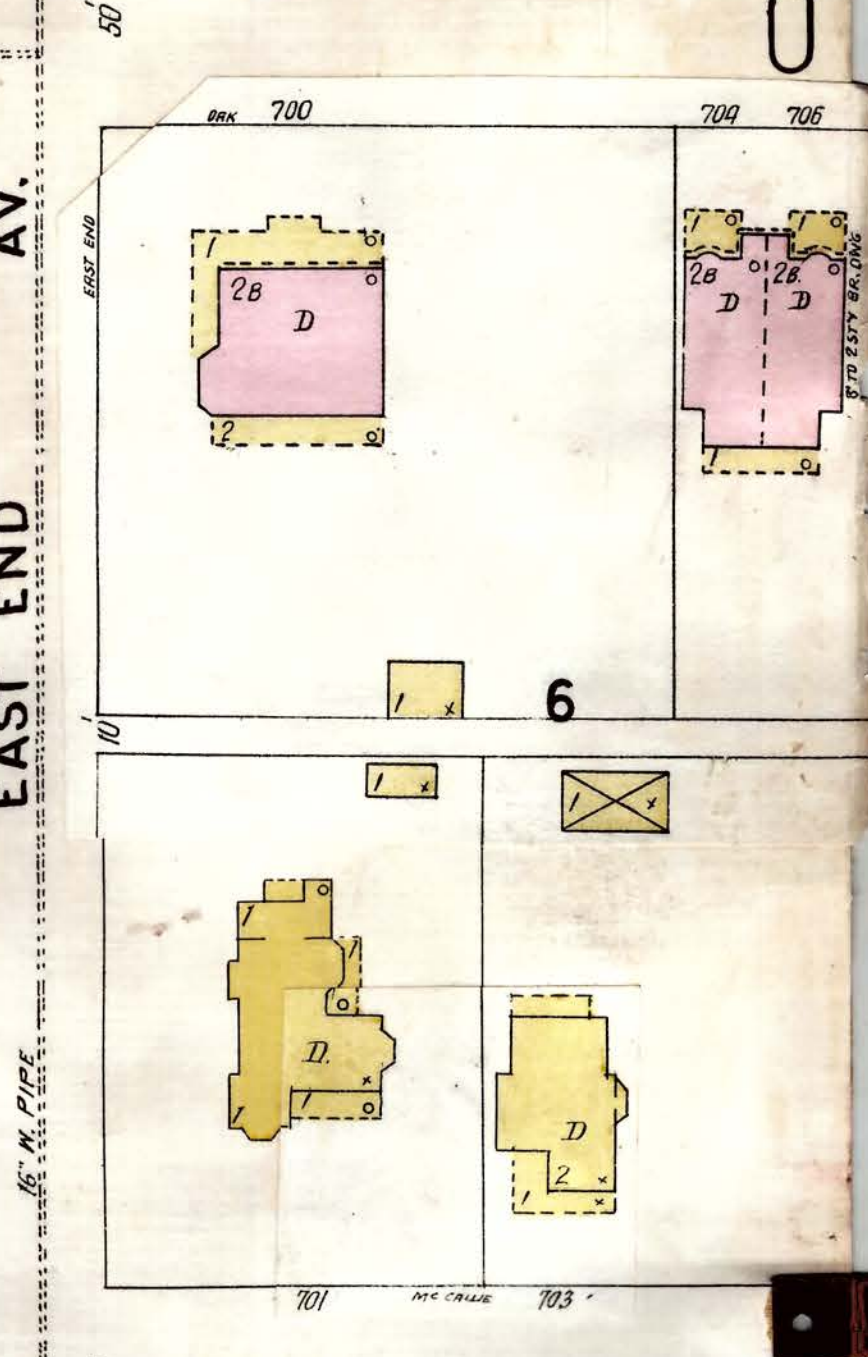 50'
OAK 700 704 706
EAST END AV.
EAST END
1
1 1
2B
D
2B 2B.
D D
8' TO 2 STY BR. DWG
2
1
1 x
6
10'
1 x
1 x
1
1
D.
x
1
1
D
2 x
1 x
16" W. PIPE
701 McCALLIE 703